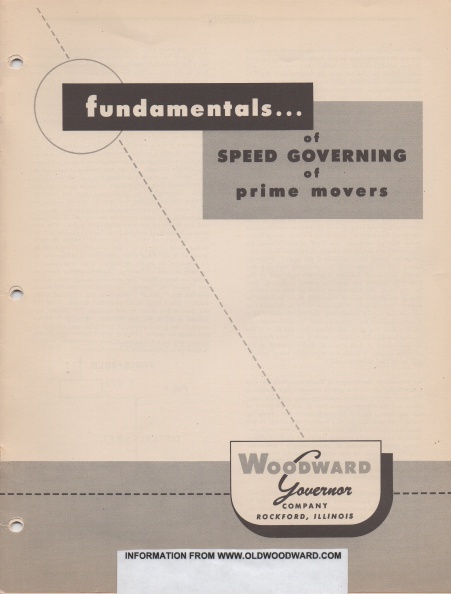 fundamentals...
of
SPEED GOVERNING
of
prime movers
WOODWARD
Governor
COMPANY
ROCKFORD, ILLINOIS
INFORMATION FROM WWW.OLDWOODWARD.COM